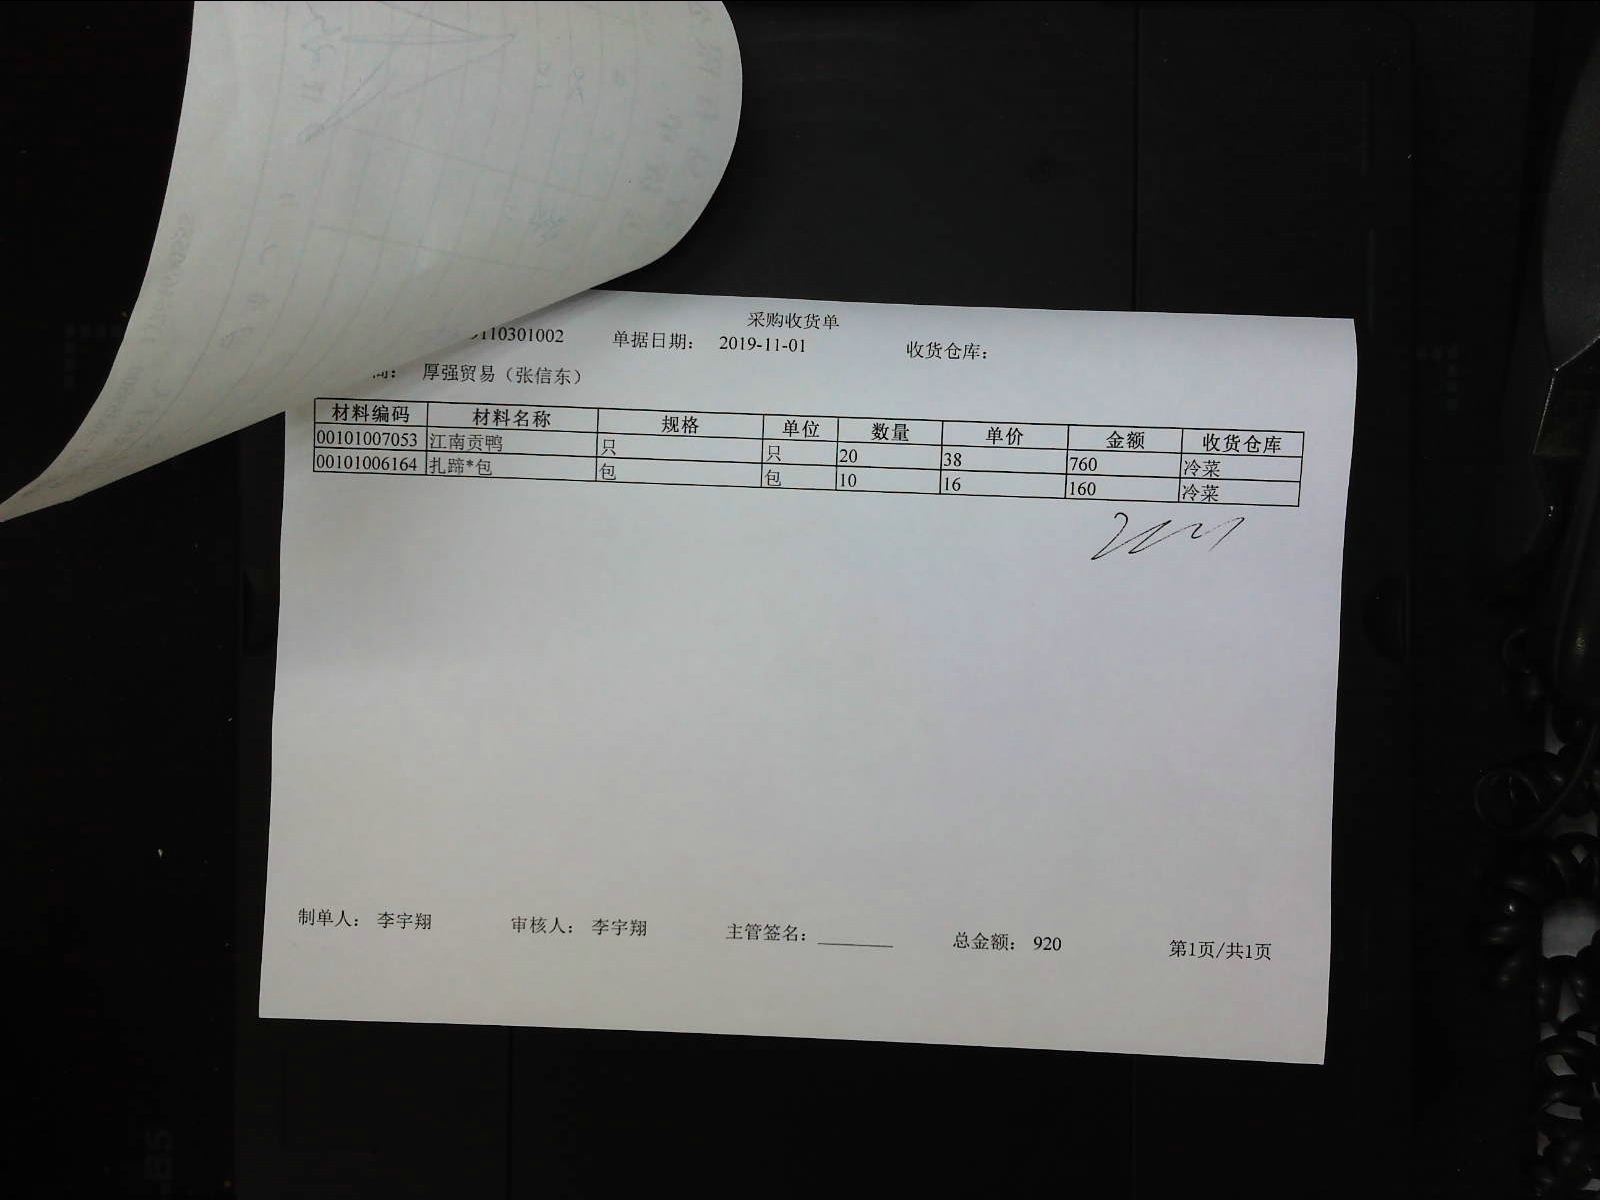 采购收货单
110301002 单据日期: 2019-11-01 收货仓库:
商: 厚强贸易（张信东）
材料编码 材料名称 规格 单位 数量 单价 金额 收货仓库
00101007053 江南贡鸭 只 只 20 38 760 冷菜
00101006164 扎蹄*包 包 包 10 16 160 冷菜
制单人: 李宇翔 审核人: 李宇翔 主管签名: 总金额: 920 第1页/共1页